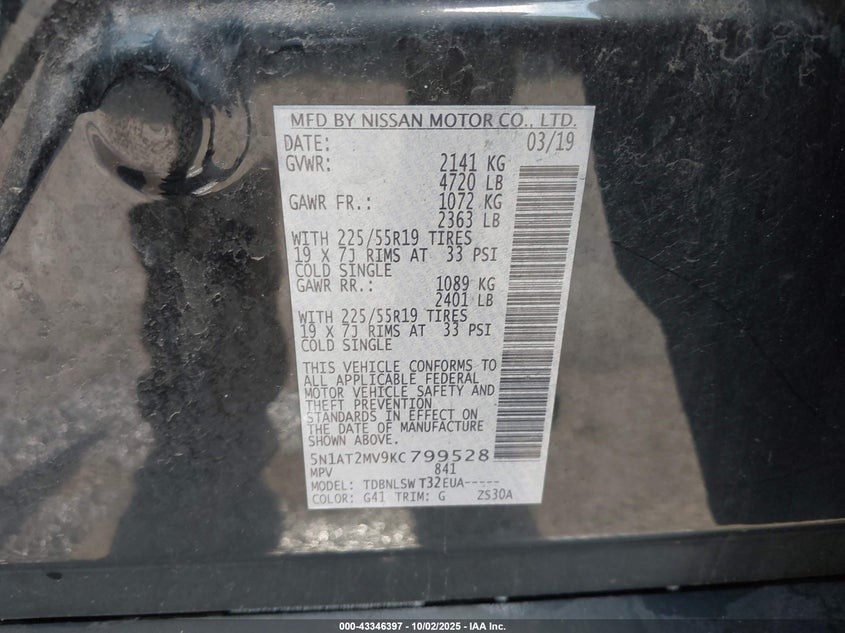 MFD BY NISSAN MOTOR CO., LTD.
DATE: 03/19
GVWR: 2141 KG
4720 LB
GAWR FR.: 1072 KG
2363 LB
WITH 225/55R19 TIRES
19 X 7J RIMS AT 33 PSI
COLD SINGLE
GAWR RR.: 1089 KG
2401 LB
WITH 225/55R19 TIRES
19 X 7J RIMS AT 33 PSI
COLD SINGLE
THIS VEHICLE CONFORMS TO
ALL APPLICABLE FEDERAL
MOTOR VEHICLE SAFETY AND
THEFT PREVENTION
STANDARDS IN EFFECT ON
THE DATE OF MANUFACTURE
SHOWN ABOVE.
5N1AT2MV9KC799528
MPV 841
MODEL: TDBNLSW T32EUA-----
COLOR: G41 TRIM: G ZS30A
000-43346397 - 10/02/2025 - IAA Inc.